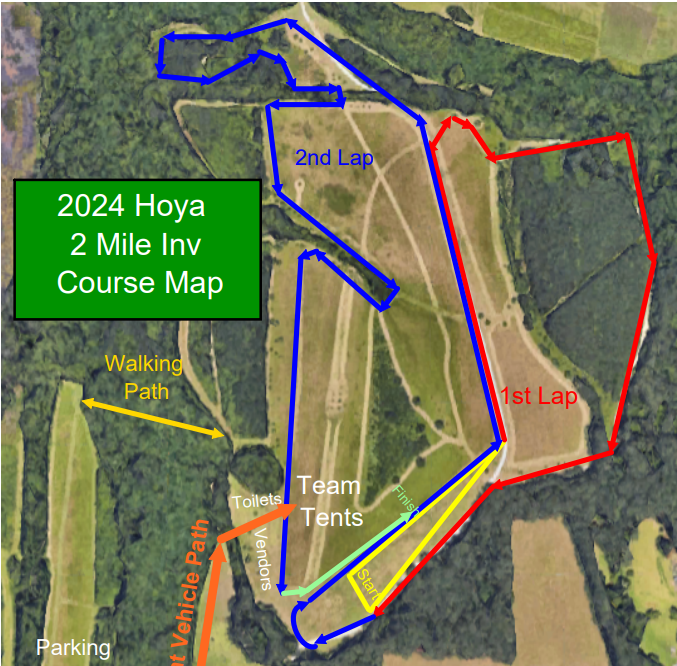 2024 Hoya
2 Mile Inv
Course Map
2nd Lap
Walking
Path
1st Lap
Finish
Team
Tents
Toilets
Vendors
Start
nt Vehicle Path
Parking